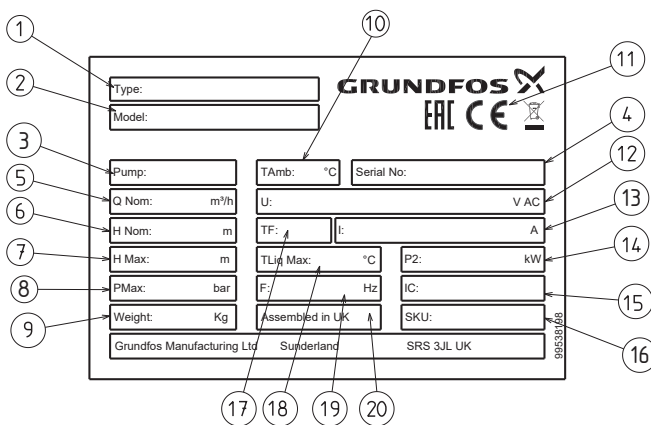 1
10
2
11
Type:
GRUNDFOS
Model:
EAC CE
3
4
Pump:
TAmb: °C
Serial No:
5
12
Q Nom: m³/h
U: V AC
6
13
H Nom: m
TF:
I: A
7
14
H Max: m
TLiq Max: °C
P2: kW
8
PMax: bar
F: Hz
IC:
15
9
Weight: Kg
Assembled in UK
SKU:
16
99538198
Grundfos Manufacturing Ltd Sunderland SRS 3JL UK
17
18
19
20